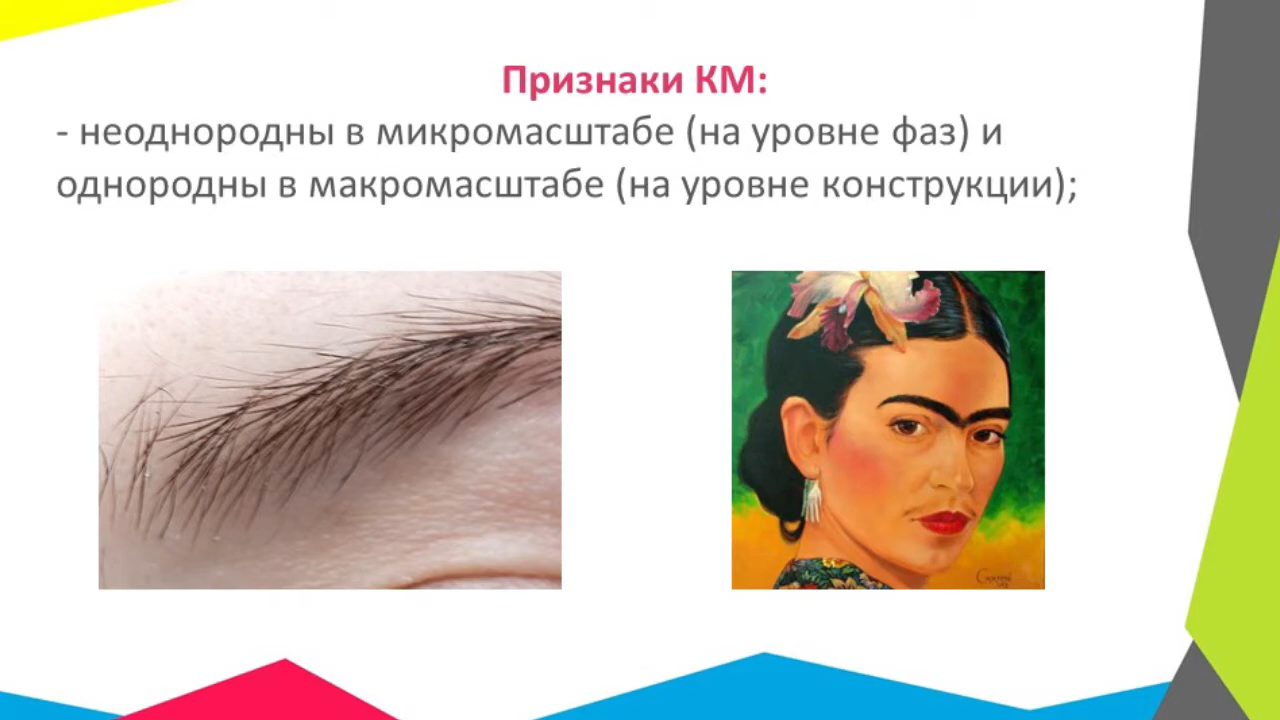 Признаки КМ:
- неоднородны в микромасштабе (на уровне фаз) и
однородны в макромасштабе (на уровне конструкции);